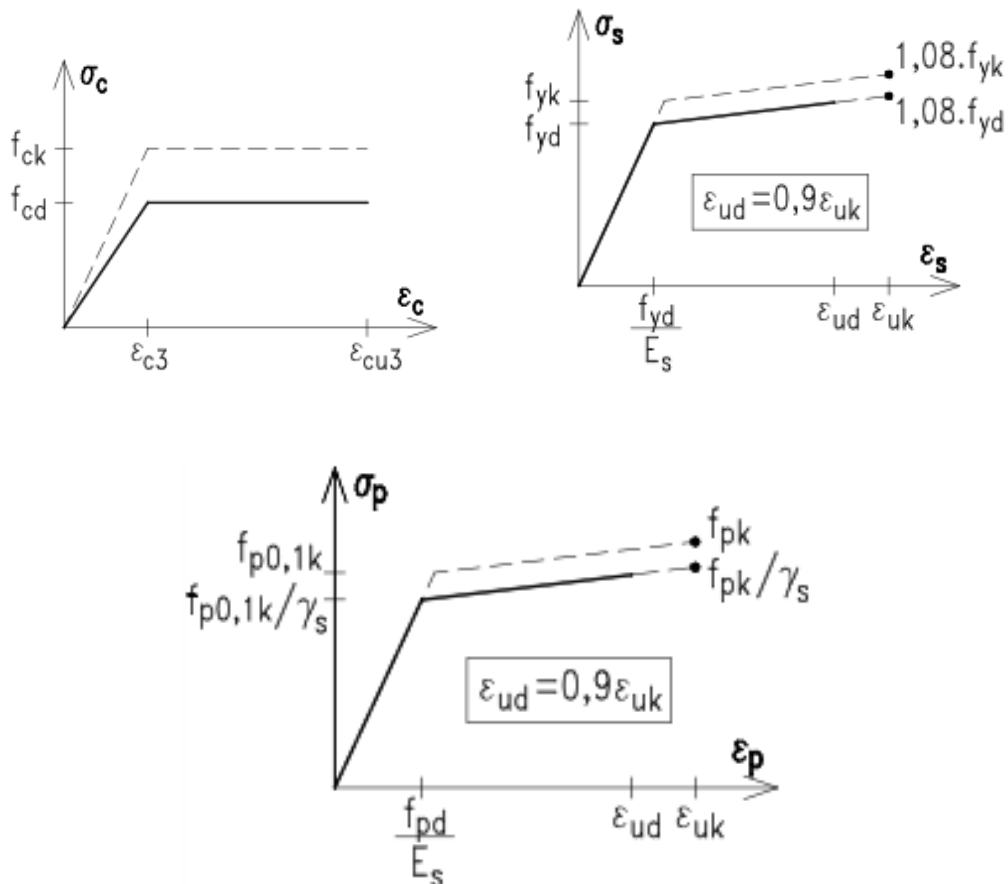 σc
fck
fcd
εc
εc3
εcu3
σs
1,08.fyk
fyk
1,08.fyd
fyd
εud=0,9εuk
εs
fyd
Es
εud
εuk
σp
fpk
fp0,1k
fpk/γs
fp0,1k/γs
εud=0,9εuk
εp
fpd
Es
εud
εuk